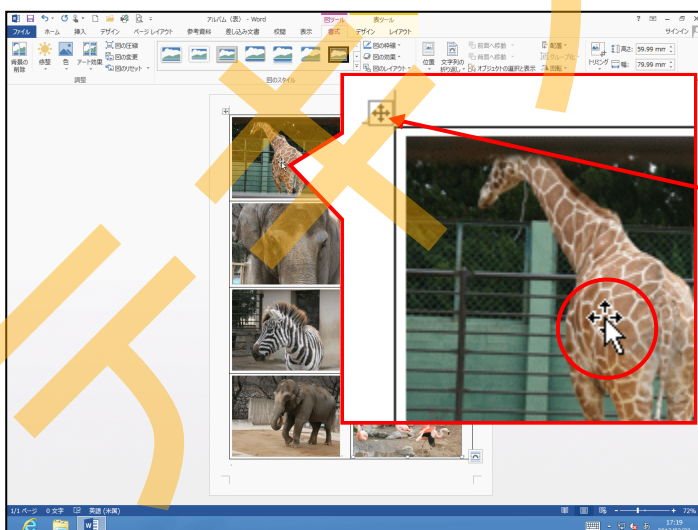 アルバム（表） - Word
図ツール
表ツール
サインイン
ファイル ホーム 挿入 デザイン ページ レイアウト 参考資料 差し込み文書 校閲 表示 書式 デザイン レイアウト
背景の削除
修整
色
アート効果
図の圧縮
図の変更
図のリセット
調整
図のスタイル
図の枠線
図の効果
図のレイアウト
位置
文字列の折り返し
前面へ移動
背面へ移動
オブジェクトの選択と表示
配置
グループ化
回転
トリミング
高さ: 59.99 mm
幅: 79.99 mm
1/1 ページ 0 文字 英語 (米国)
72%
17:19